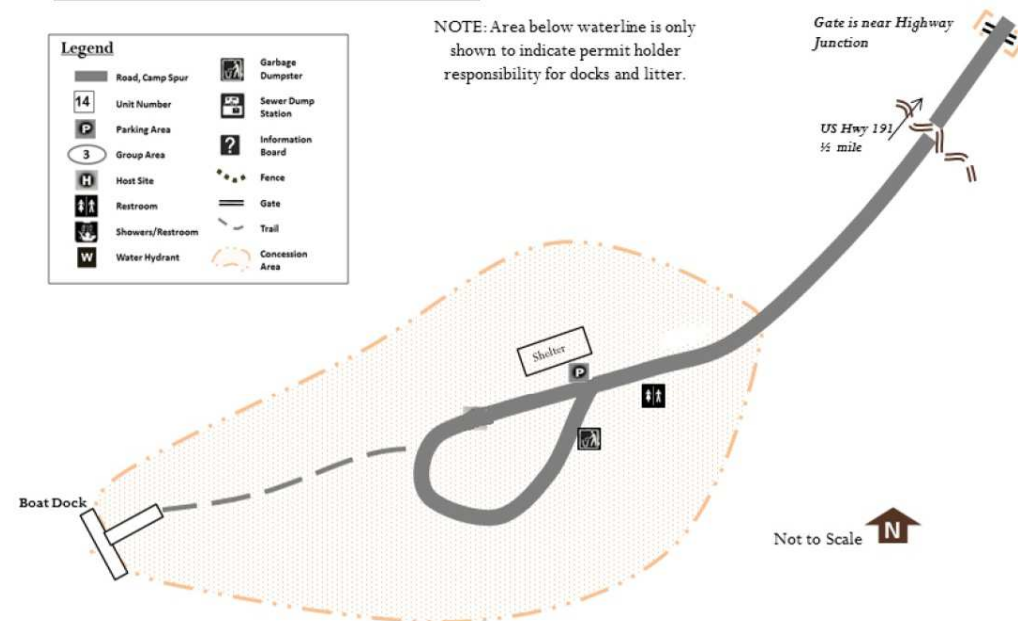 NOTE: Area below waterline is only
shown to indicate permit holder
responsibility for docks and litter.
Gate is near Highway
Junction
Legend
Road, Camp Spur
14
Unit Number
P
Parking Area
3
Group Area
H
Host Site
Restroom
Showers/Restroom
W
Water Hydrant
Garbage
Dumpster
Sewer Dump
Station
?
Information
Board
Fence
Gate
Trail
Concession
Area
US Hwy 191
½ mile
Shelter
P
Boat Dock
Not to Scale
N